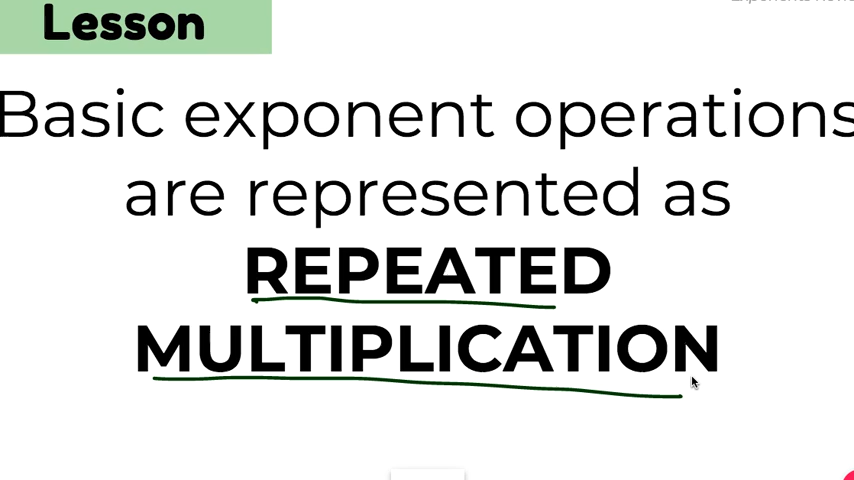 Lesson
Basic exponent operations
are represented as
REPEATED
MULTIPLICATION